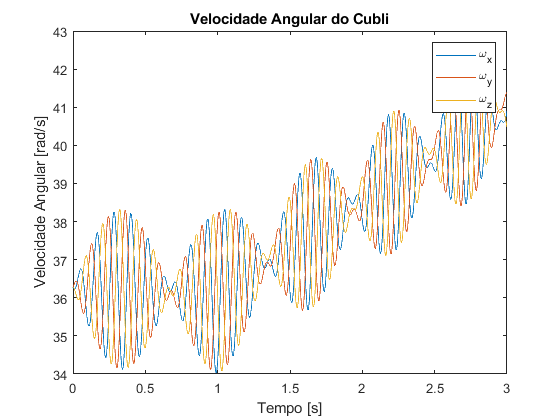 Velocidade Angular do Cubli
Velocidade Angular [rad/s]
43
42
41
40
39
38
37
36
35
34
ωx
ωy
ωz
0
0.5
1
1.5
2
2.5
3
Tempo [s]